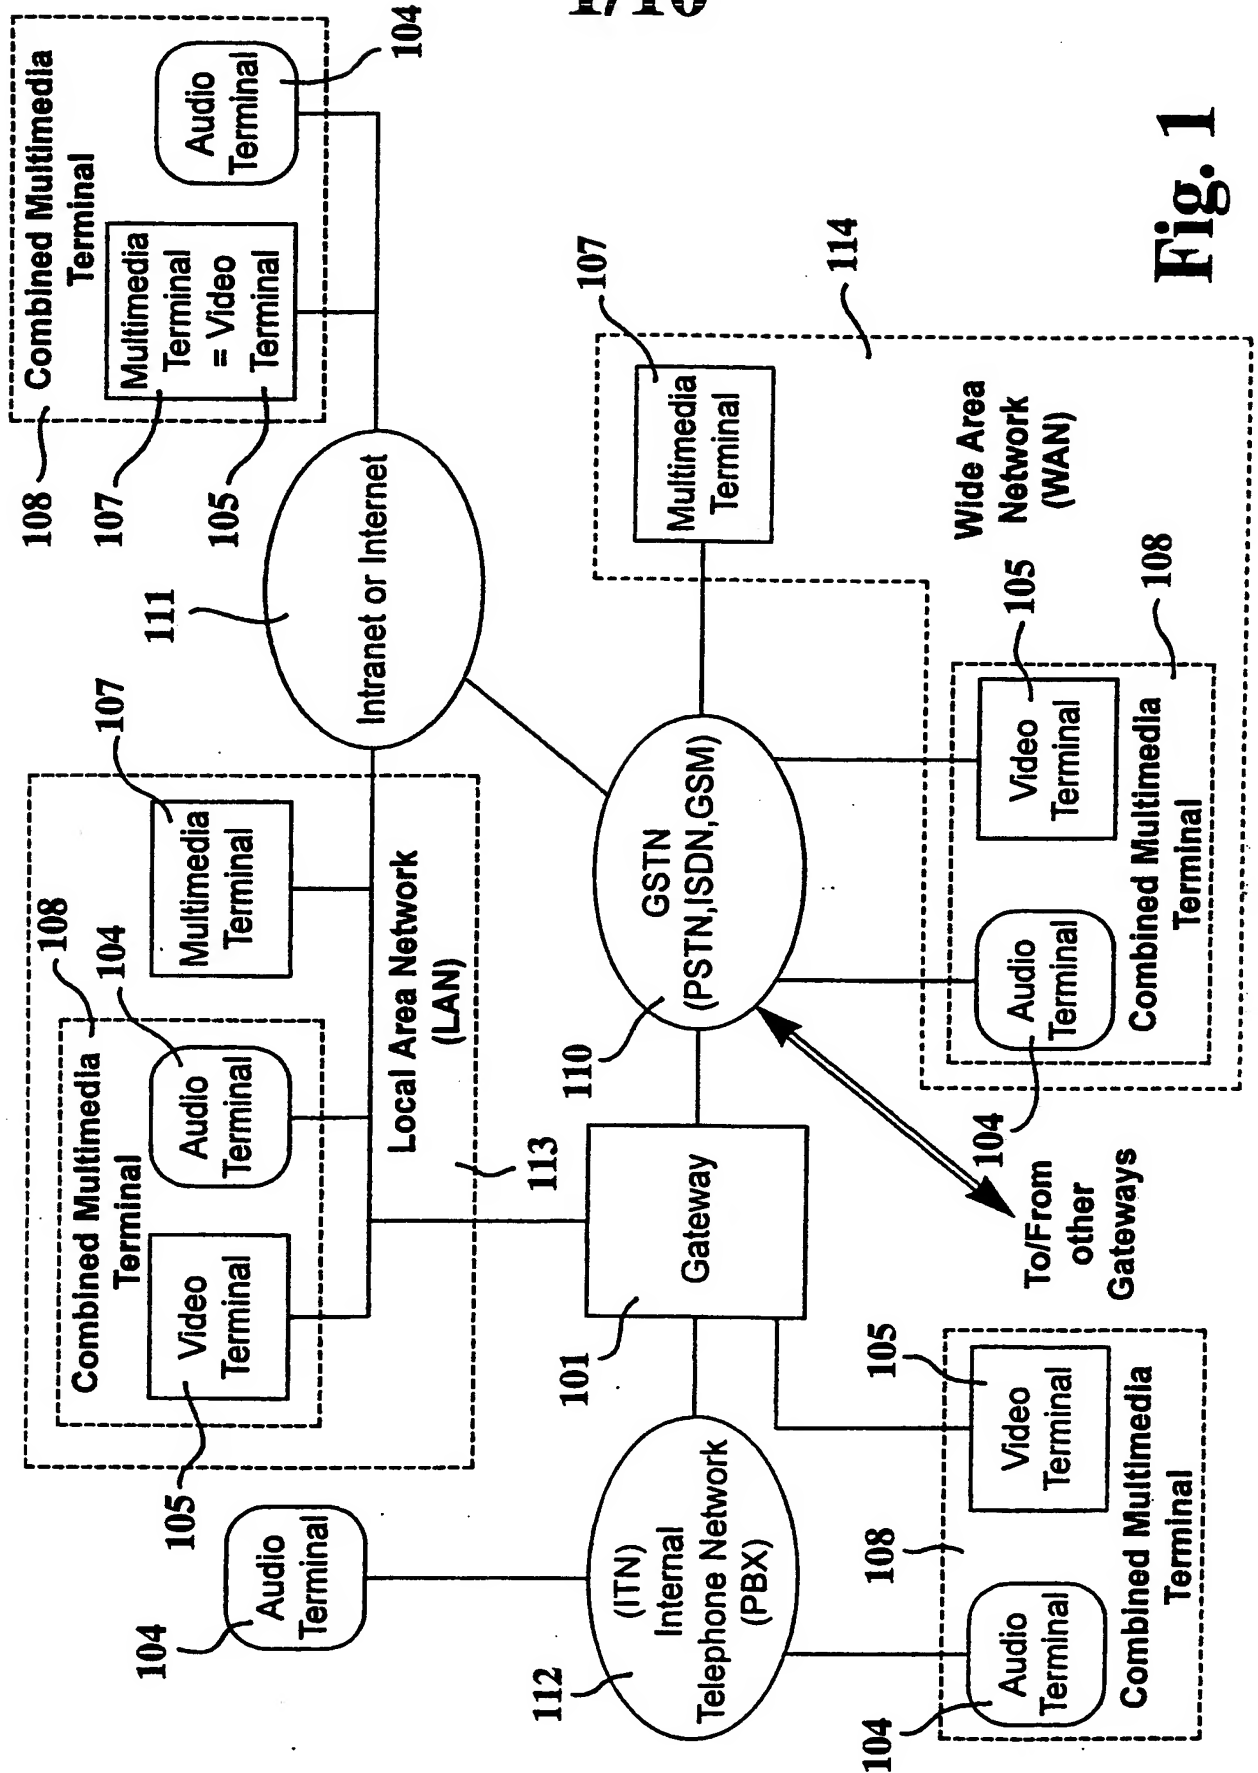 1/10
104
Audio
Terminal
105
Combined Multimedia
Terminal
Video
Terminal
108
104
Audio
Terminal
107
Multimedia
Terminal
Local Area Network
(LAN)
113
111
Intranet or Internet
108
107
105
Combined Multimedia
Terminal
Multimedia
Terminal
= Video
Terminal
Audio
Terminal
104
112
(ITN)
Internal
Telephone Network
(PBX)
101
Gateway
110
GSTN
(PSTN,ISDN,GSM)
107
Multimedia
Terminal
114
104
108
105
Audio
Terminal
Video
Terminal
Combined Multimedia
Terminal
To/From
other
Gateways
104
Audio
Terminal
105
Video
Terminal
108
Combined Multimedia
Terminal
Wide Area
Network
(WAN)
Fig. 1